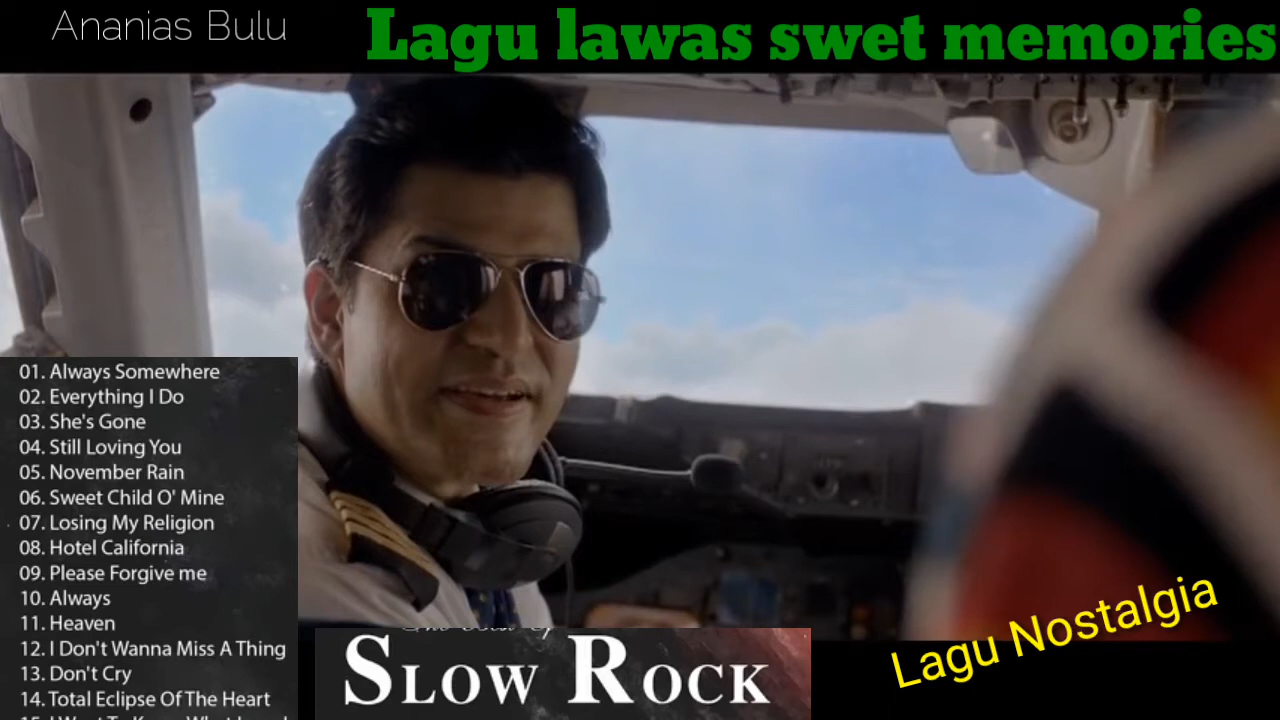 Ananias Bulu
Lagu lawas swet memories
01. Always Somewhere
02. Everything I Do
03. She's Gone
04. Still Loving You
05. November Rain
06. Sweet Child O' Mine
07. Losing My Religion
08. Hotel California
09. Please Forgive me
10. Always
11. Heaven
12. I Don't Wanna Miss A Thing
13. Don't Cry
14. Total Eclipse Of The Heart
SLOW ROCK
Lagu Nostalgia